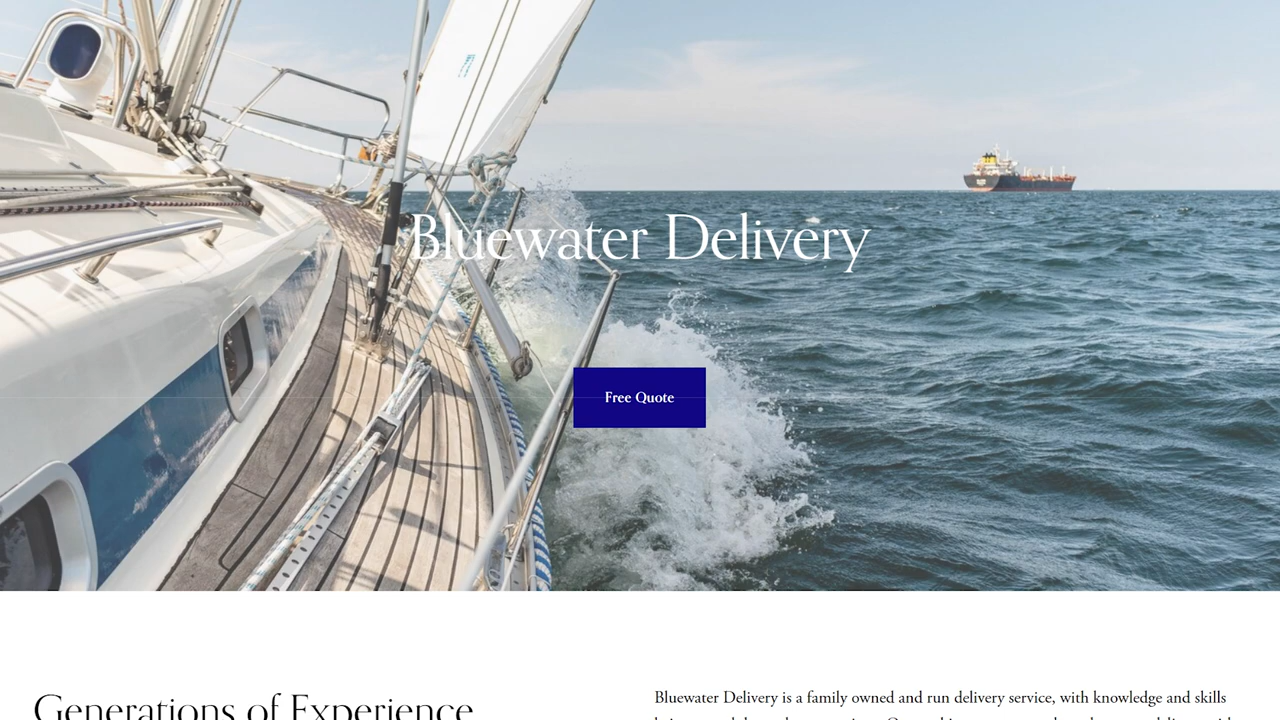 Bluewater Delivery
Free Quote
Generations of Experience
Bluewater Delivery is a family owned and run delivery service, with knowledge and skills